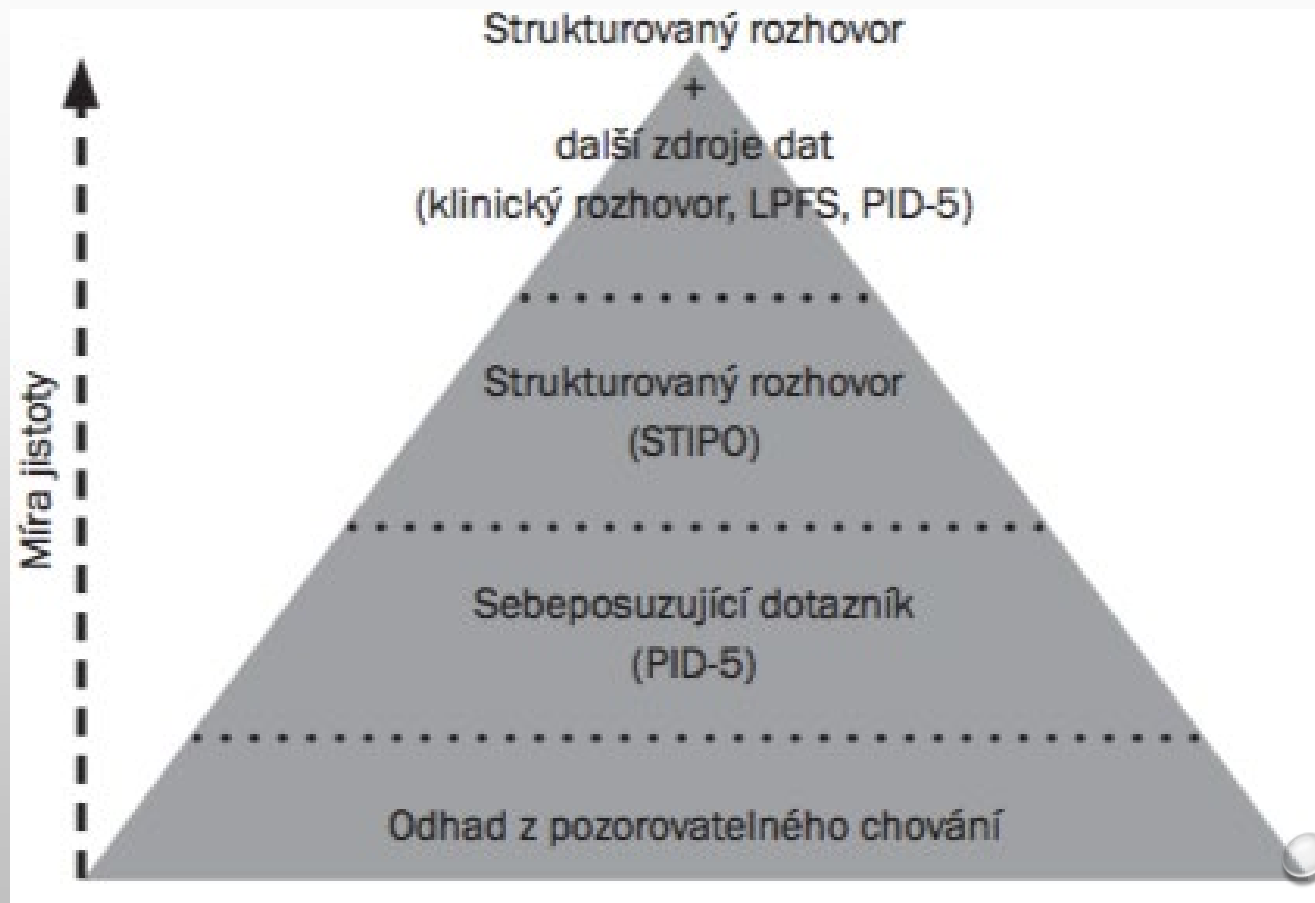 Strukturovaný rozhovor
+
další zdroje dat
(klinický rozhovor, LPFS, PID-5)
Strukturovaný rozhovor
(STIPO)
Sebeposuzující dotazník
(PID-5)
Odhad z pozorovatelného chování
Míra jistoty